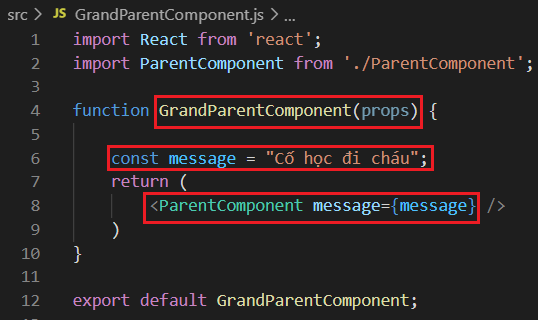 src > JS GrandParentComponent.js > ...
1 import React from 'react';
2 import ParentComponent from './ParentComponent';
3
4 function GrandParentComponent(props) {
5
6 const message = "Cố học đi cháu";
7 return (
8 <ParentComponent message={message} />
9 )
10 }
11
12 export default GrandParentComponent;